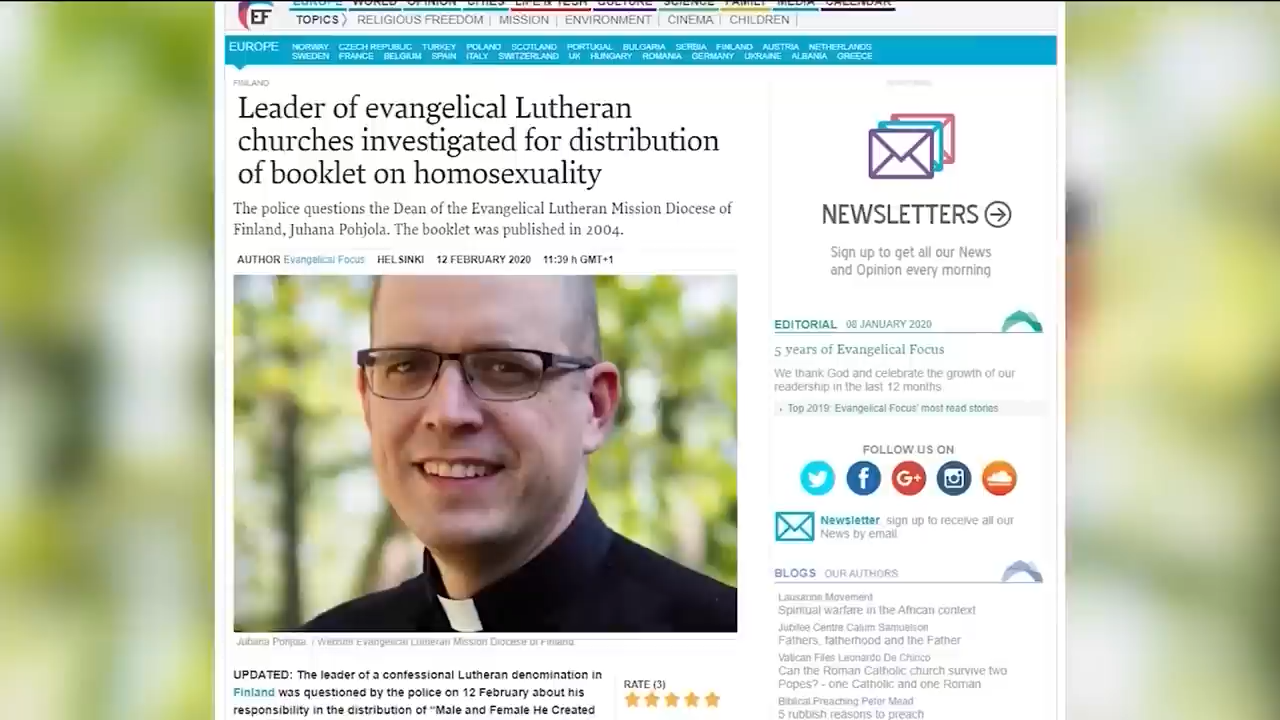 EF
EUROPE WORLD OPINION CITIES LIFE & TECH CULTURE SCIENCE FAMILY MEDIA CALENDAR
TOPICS RELIGIOUS FREEDOM | MISSION | ENVIRONMENT | CINEMA | CHILDREN |
EUROPE
NORWAY CZECH REPUBLIC TURKEY POLAND SCOTLAND PORTUGAL BULGARIA SERBIA FINLAND AUSTRIA NETHERLANDS
SWEDEN FRANCE BELGIUM SPAIN ITALY SWITZERLAND UK HUNGARY ROMANIA GERMANY UKRAINE ALBANIA GREECE
FINLAND
Leader of evangelical Lutheran
churches investigated for distribution
of booklet on homosexuality
The police questions the Dean of the Evangelical Lutheran Mission Diocese of
Finland, Juhana Pohjola. The booklet was published in 2004.
AUTHOR Evangelical Focus HELSINKI 12 FEBRUARY 2020 11:39 h GMT+1
Juhana Pohjola. / Website Evangelical Lutheran Mission Diocese of Finland.
UPDATED: The leader of a confessional Lutheran denomination in
Finland was questioned by the police on 12 February about his
responsibility in the distribution of “Male and Female He Created
RATE (3)
NEWSLETTERS
Sign up to get all our News
and Opinion every morning
EDITORIAL 08 JANUARY 2020
5 years of Evangelical Focus
We thank God and celebrate the growth of our
readership in the last 12 months.
Top 2019: Evangelical Focus' most read stories
FOLLOW US ON
Newsletter sign up to receive all our
News by email
BLOGS OUR AUTHORS
Lausanne Movement
Spiritual warfare in the African context
Jubilee Centre Calum Samuelson
Fathers, fatherhood and the Father
Vatican Files Leonardo De Chirico
Can the Roman Catholic church survive two
Popes? - one Catholic and one Roman
Biblical Preaching Peter Mead
5 rubbish reasons to preach